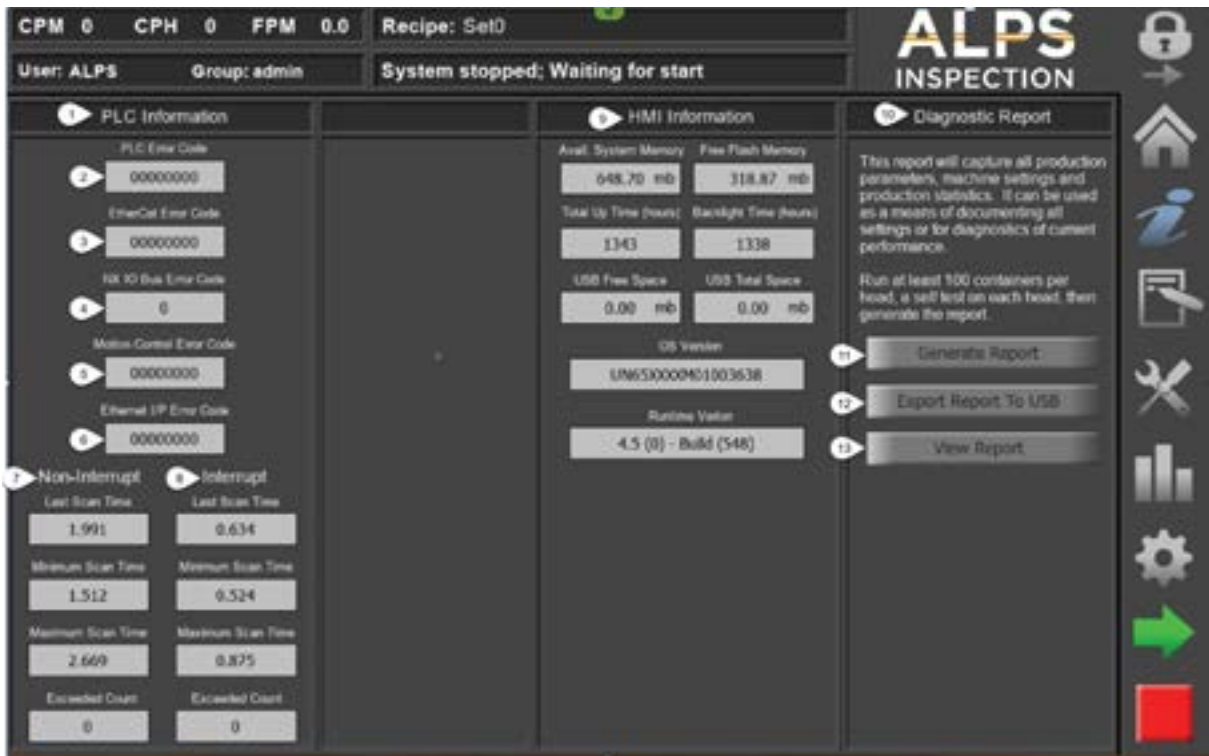 CPM 0 CPH 0 FPM 0.0
Recipe: Set0
User: ALPS Group: admin
System stopped; Waiting for start
ALPS
INSPECTION
1 PLC Information
PLC Error Code
2 00000000
EtherCat Error Code
3 00000000
NX IO Bus Error Code
4 0
Motion Control Error Code
5 00000000
Ethernet I/P Error Code
6 00000000
7 Non-Interrupt
Last Scan Time
1.991
Minimum Scan Time
1.512
Maximum Scan Time
2.669
Exceeded Count
0
8 Interrupt
Last Scan Time
0.634
Minimum Scan Time
0.524
Maximum Scan Time
0.875
Exceeded Count
0
9 HMI Information
Avail. System Memory Free Flash Memory
648.70 mb 318.87 mb
Total Up Time (hours) Backlight Time (hours)
1343 1338
USB Free Space USB Total Space
0.00 mb 0.00 mb
OS Version
Runtime
4.5 (0) - Build (548)
10 Diagnostic Report
This report will capture all production
parameters, machine settings and
production statistics. It can be used
as a means of documenting all
settings or for diagnostics of current
performance.
Run at least 100 containers per
head, a self test on each head, then
generate the report.
11 Generate Report
12 Export Report To USB
13 View Report